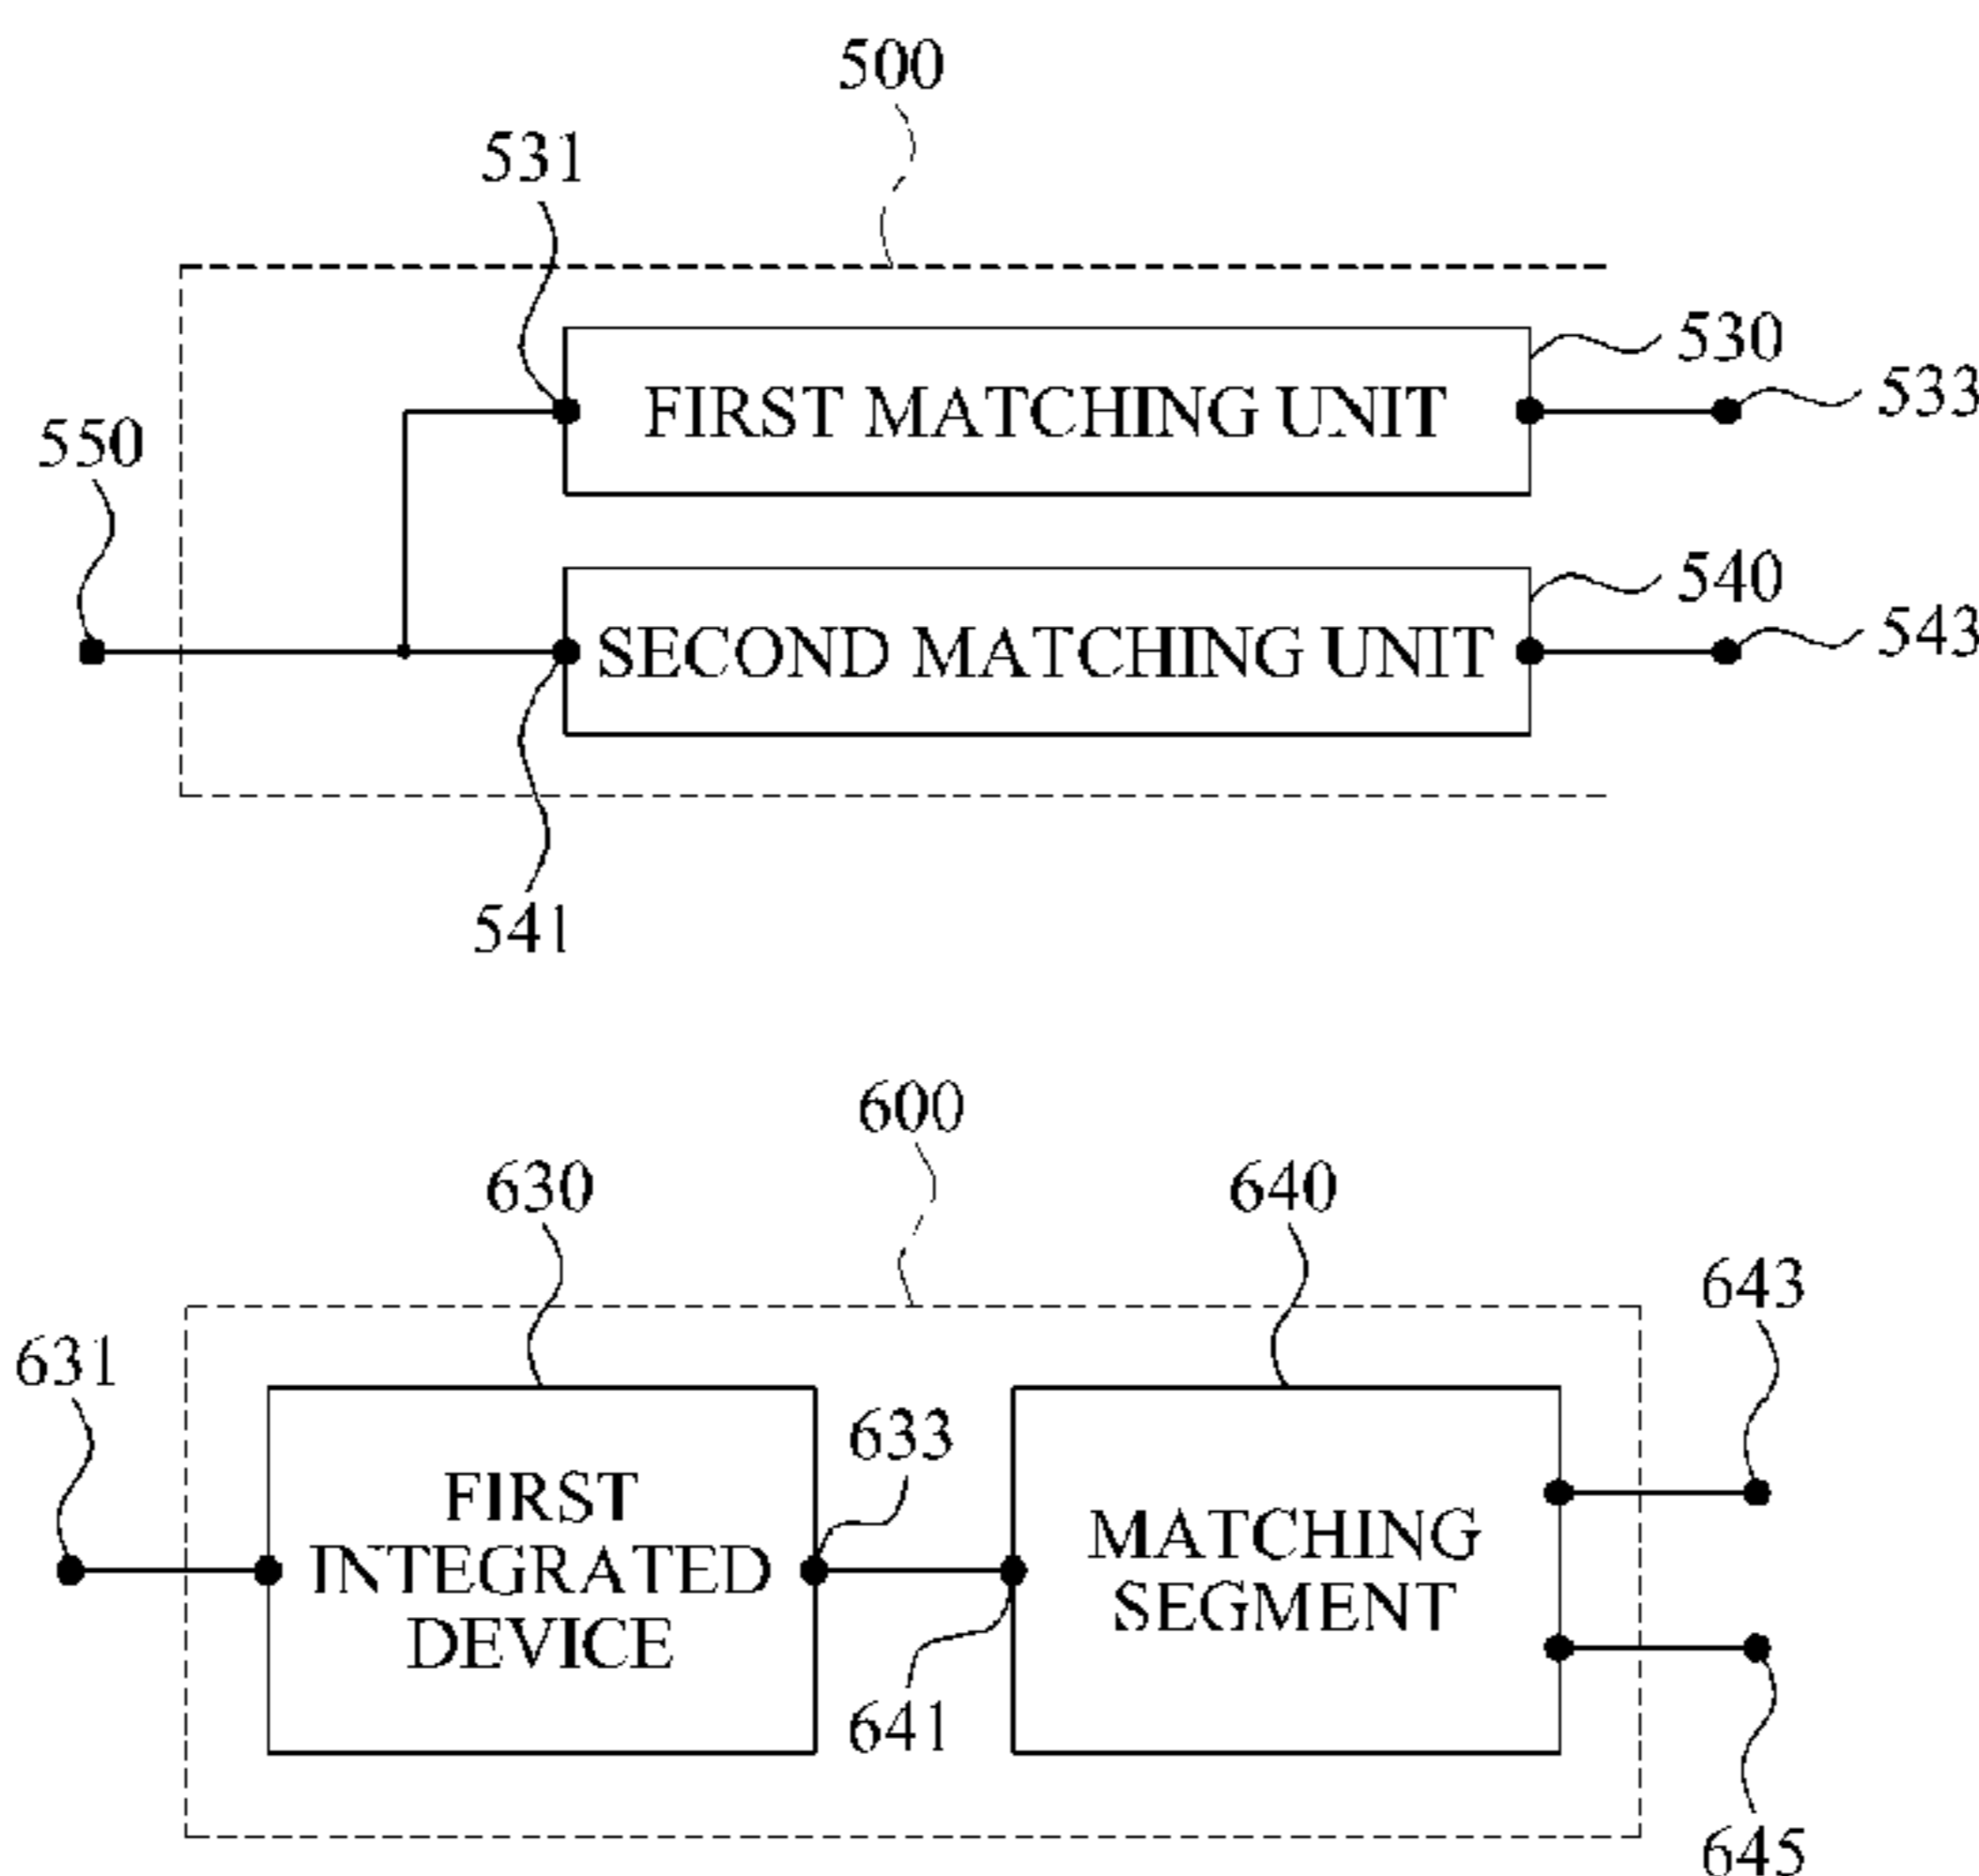 500
531
530
FIRST MATCHING UNIT
533
550
540
SECOND MATCHING UNIT
543
541
600
630
640
643
631
633
FIRST
INTEGRATED
DEVICE
MATCHING
SEGMENT
641
645